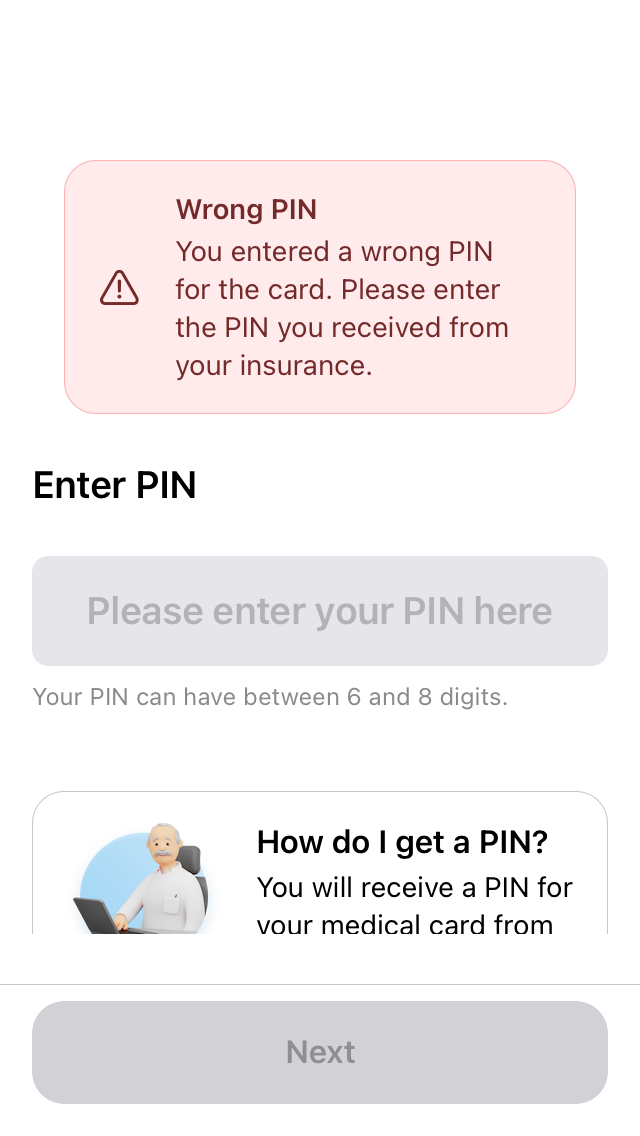 Wrong PIN
You entered a wrong PIN
for the card. Please enter
the PIN you received from
your insurance.
Enter PIN
Please enter your PIN here
Your PIN can have between 6 and 8 digits.
How do I get a PIN?
You will receive a PIN for
your medical card from
Next